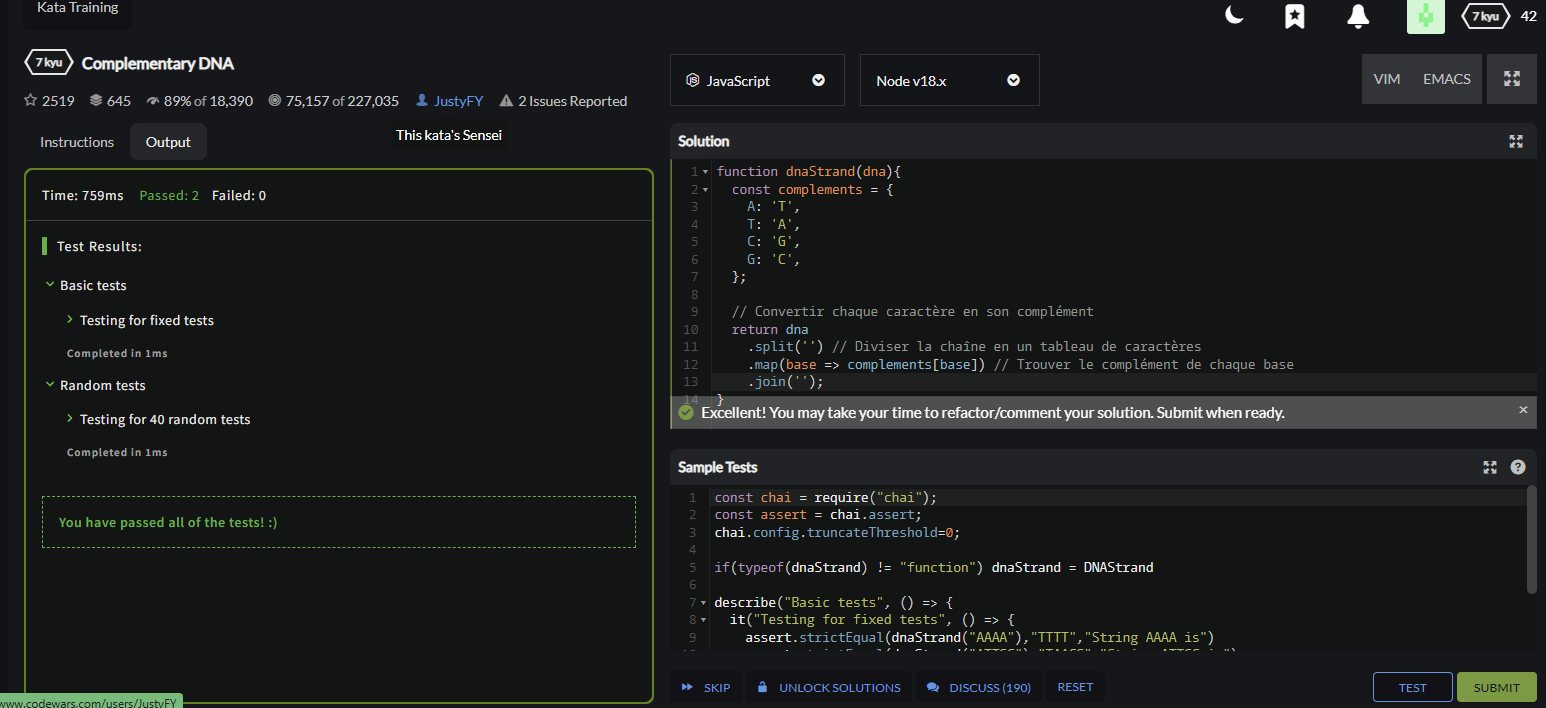 Kata Training
7 kyu 42
7 kyu Complementary DNA
2519 645 89% of 18,390 75,157 of 227,035 JustyFY 2 Issues Reported
This kata's Sensei
Instructions Output
Time: 759ms Passed: 2 Failed: 0
Test Results:
Basic tests
Testing for fixed tests
Completed in 1ms
Random tests
Testing for 40 random tests
Completed in 1ms
You have passed all of the tests! :)
www.codewars.com/users/JustyFY
JavaScript Node v18.x VIM EMACS
Solution
1 function dnaStrand(dna){
2 const complements = {
3 A: 'T',
4 T: 'A',
5 C: 'G',
6 G: 'C',
7 };
8
9 // Convertir chaque caractère en son complément
10 return dna
11 .split('') // Diviser la chaîne en un tableau de caractères
12 .map(base => complements[base]) // Trouver le complément de chaque base
13 .join('');
14 }
Excellent! You may take your time to refactor/comment your solution. Submit when ready. ×
Sample Tests ?
1 const chai = require("chai");
2 const assert = chai.assert;
3 chai.config.truncateThreshold=0;
4
5 if(typeof(dnaStrand) != "function") dnaStrand = DNAStrand
6
7 describe("Basic tests", () => {
8 it("Testing for fixed tests", () => {
9 assert.strictEqual(dnaStrand("AAAA"),"TTTT","String AAAA is")
SKIP UNLOCK SOLUTIONS DISCUSS (190) RESET TEST SUBMIT